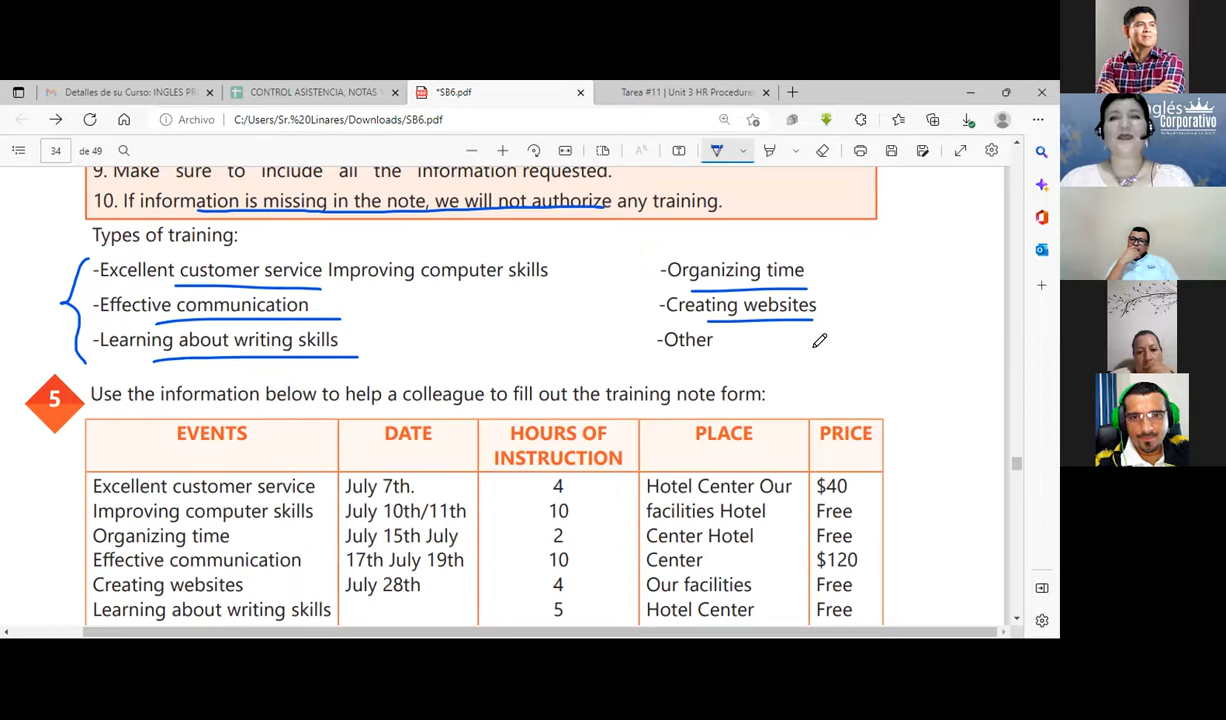 Detalles de su Curso: INGLES PR
CONTROL ASISTENCIA, NOTAS Y
*SB6.pdf
Tarea #11 | Unit 3 HR Procedure
Archivo C:/Users/Sr.%20Linares/Downloads/SB6.pdf
34 de 49
9. Make sure to include all the information requested.
10. If information is missing in the note, we will not authorize any training.
Types of training:
-Excellent customer service Improving computer skills -Organizing time
-Effective communication -Creating websites
-Learning about writing skills -Other
5 Use the information below to help a colleague to fill out the training note form:
EVENTS DATE HOURS OF INSTRUCTION PLACE PRICE
Excellent customer service July 7th. 4 Hotel Center Our $40
Improving computer skills July 10th/11th 10 facilities Hotel Free
Organizing time July 15th July 2 Center Hotel Free
Effective communication 17th July 19th 10 Center $120
Creating websites July 28th 4 Our facilities Free
Learning about writing skills 5 Hotel Center Free
nglés
Corporativo